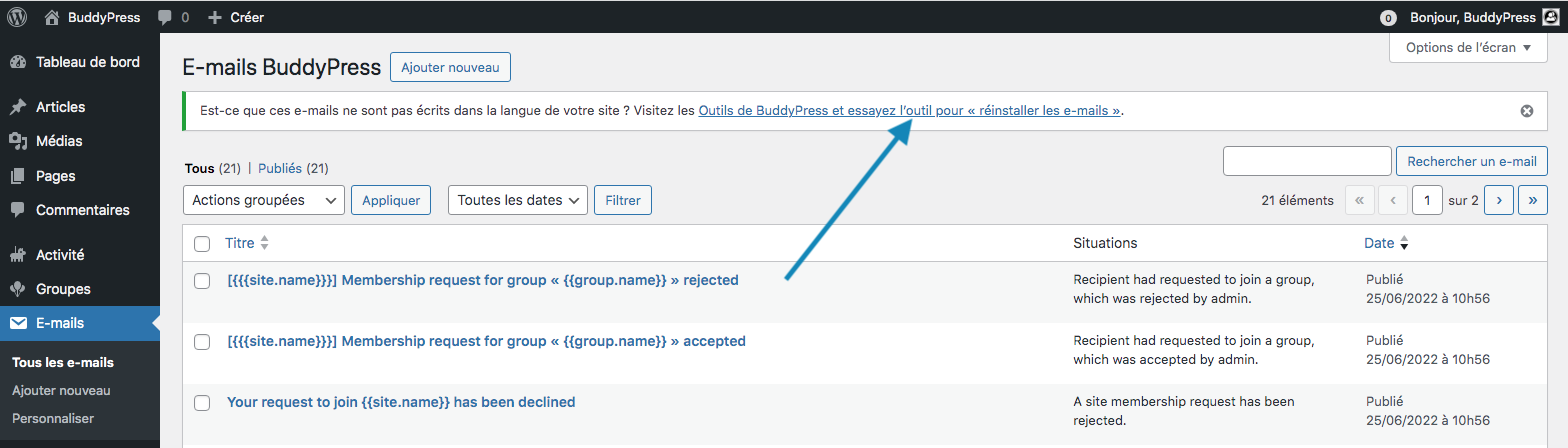 BuddyPress 0 + Créer 0 Bonjour, BuddyPress
Tableau de bord
Articles
Médias
Pages
Commentaires
Activité
Groupes
E-mails
Tous les e-mails
Ajouter nouveau
Personnaliser
Options de l’écran ▼
E-mails BuddyPress Ajouter nouveau
Est-ce que ces e-mails ne sont pas écrits dans la langue de votre site ? Visitez les Outils de BuddyPress et essayez l’outil pour « réinstaller les e-mails ».
Tous (21) | Publiés (21)
Rechercher un e-mail
Actions groupées Appliquer Toutes les dates Filtrer 21 éléments « ‹ 1 sur 2 › »
Titre Situations Date
[{{{site.name}}}] Membership request for group « {{group.name}} » rejected
Recipient had requested to join a group,
which was rejected by admin.
Publié
25/06/2022 à 10h56
[{{{site.name}}}] Membership request for group « {{group.name}} » accepted
Recipient had requested to join a group,
which was accepted by admin.
Publié
25/06/2022 à 10h56
Your request to join {{site.name}} has been declined
A site membership request has been
rejected.
Publié
25/06/2022 à 10h56